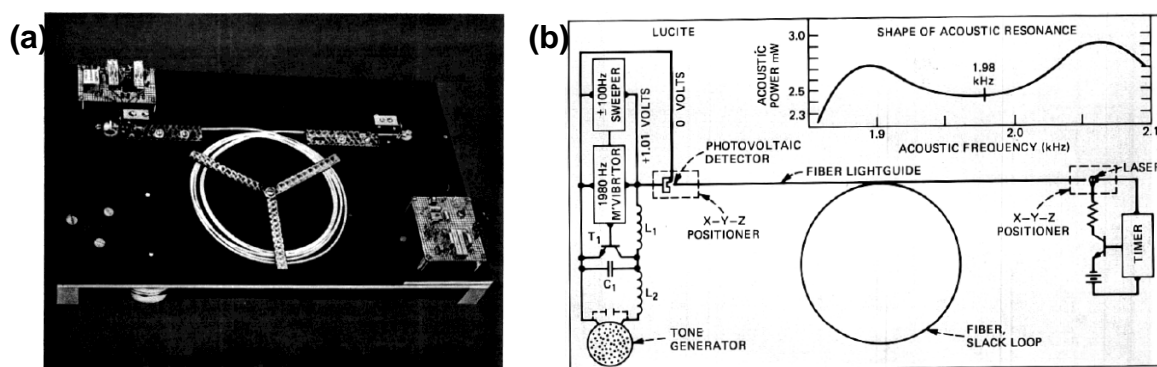 (a)
(b)
LUCITE
±100Hz
SWEEPER
1980 Hz
M'VIBR'TOR
+1.01 VOLTS
0 VOLTS
PHOTOVOLTAIC
DETECTOR
X-Y-Z
POSITIONER
T1
C1
L1
L2
TONE
GENERATOR
FIBER LIGHTGUIDE
FIBER,
SLACK LOOP
LASER
X-Y-Z
POSITIONER
TIMER
SHAPE OF ACOUSTIC RESONANCE
ACOUSTIC
POWER mW
3.0
2.5
2.3
1.98
kHz
1.9
2.0
2.1
ACOUSTIC FREQUENCY (kHz)